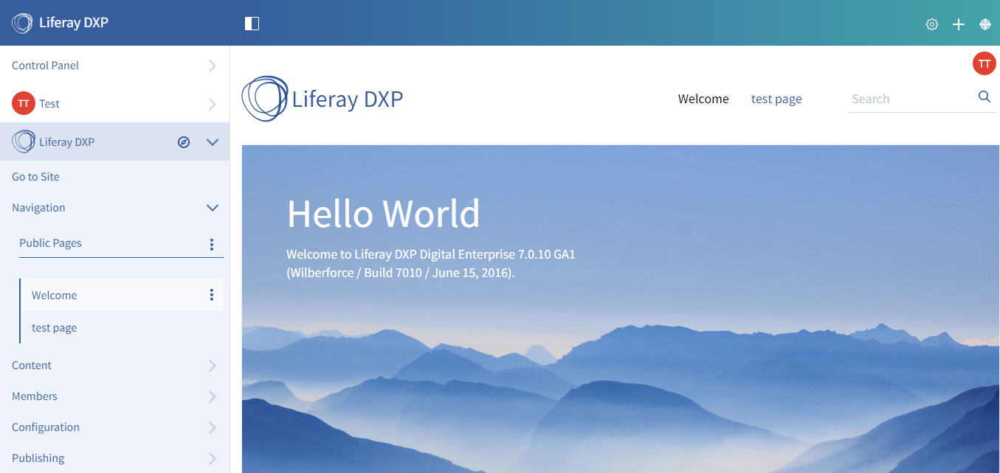 Liferay DXP
Control Panel
TT Test
Liferay DXP
Go to Site
Navigation
Public Pages
Welcome
test page
Content
Members
Configuration
Publishing
TT
Liferay DXP
Welcome test page Search
Hello World
Welcome to Liferay DXP Digital Enterprise 7.0.10 GA1
(Wilberforce / Build 7010 / June 15, 2016).